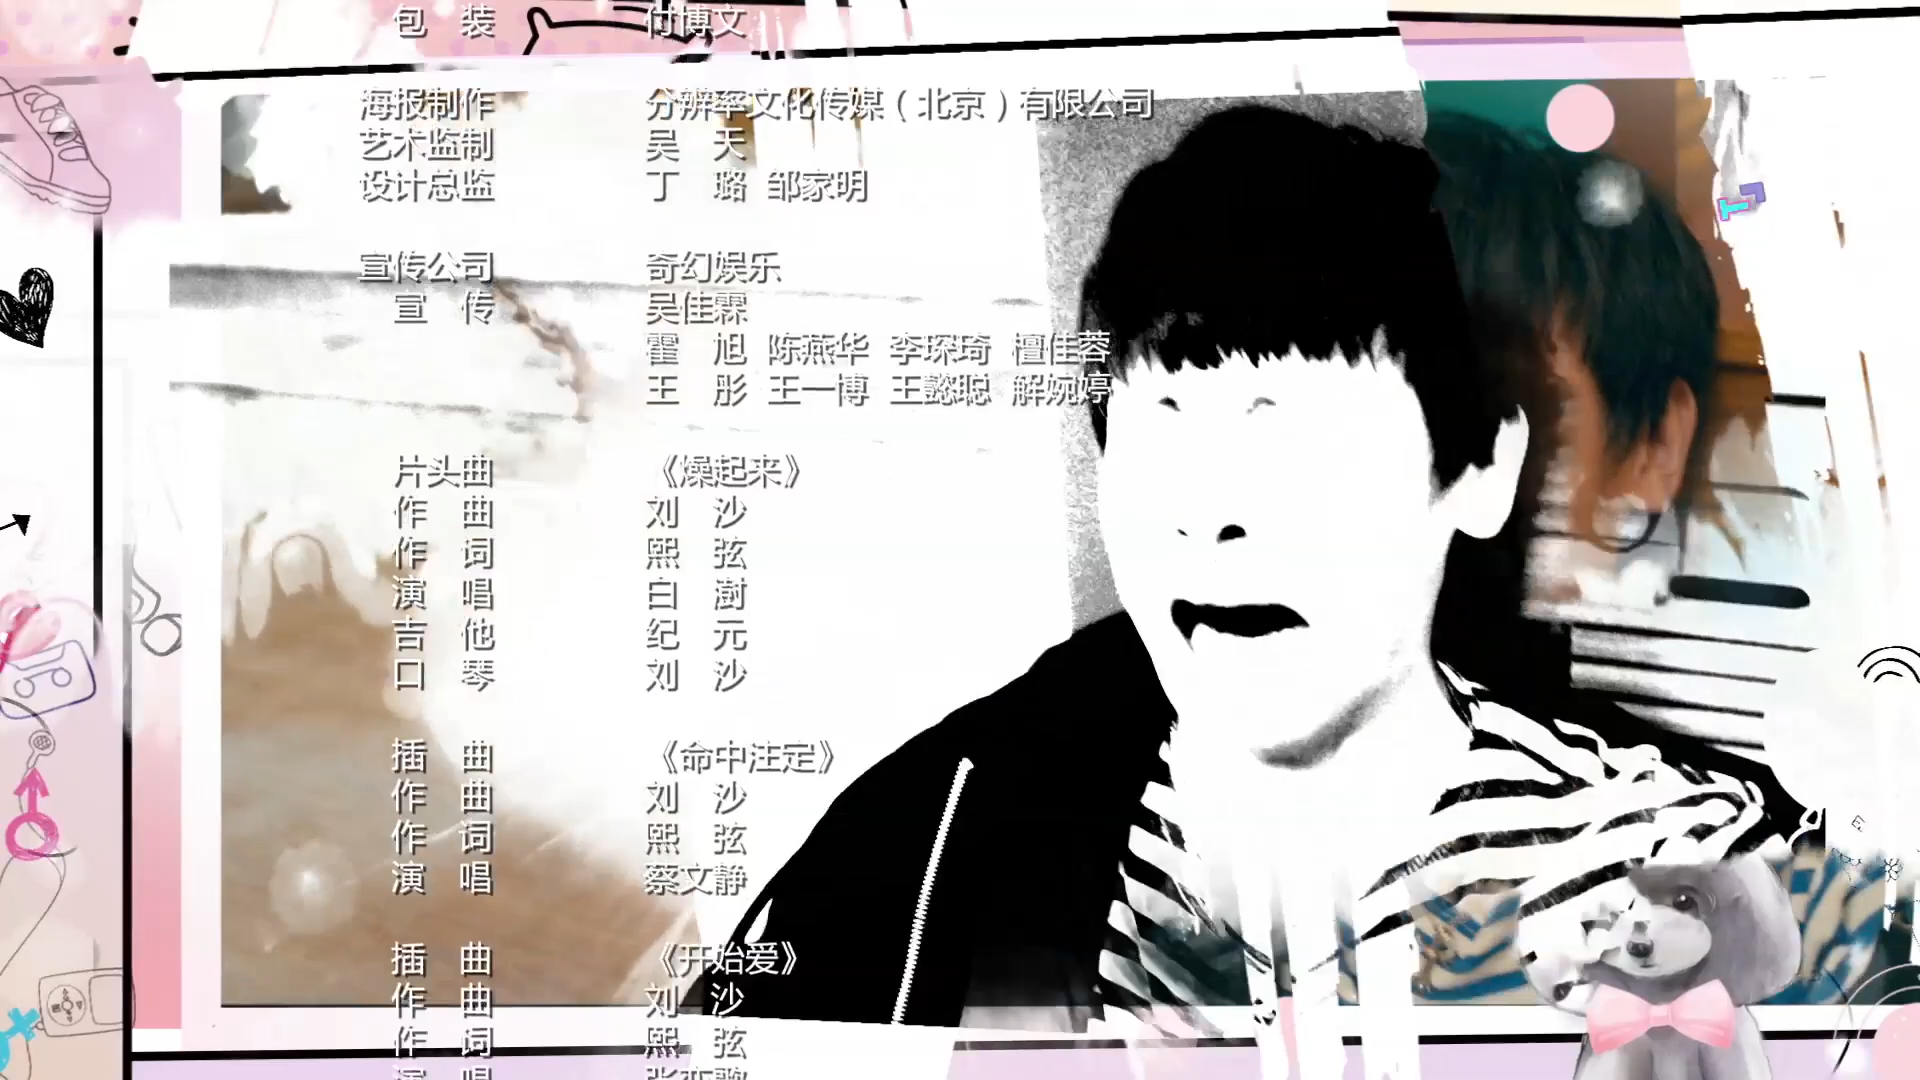 包 装 付博文
海报制作 分辨率文化传媒（北京）有限公司
艺术监制 吴 天
设计总监 丁 璐 邹家明
宣传公司 奇幻娱乐
宣 传 吴佳霖
霍 旭 陈燕华 李琛琦 檀佳蓉
王 彤 王一博 王懿聪 解婉婷
片头曲 《燥起来》
作 曲 刘 沙
作 词 熙 弦
演 唱 白 澍
吉 他 纪 元
口 琴 刘 沙
插 曲 《命中注定》
作 曲 刘 沙
作 词 熙 弦
演 唱 蔡文静
插 曲 《开始爱》
作 曲 刘 沙
作 词 熙 弦
演 唱